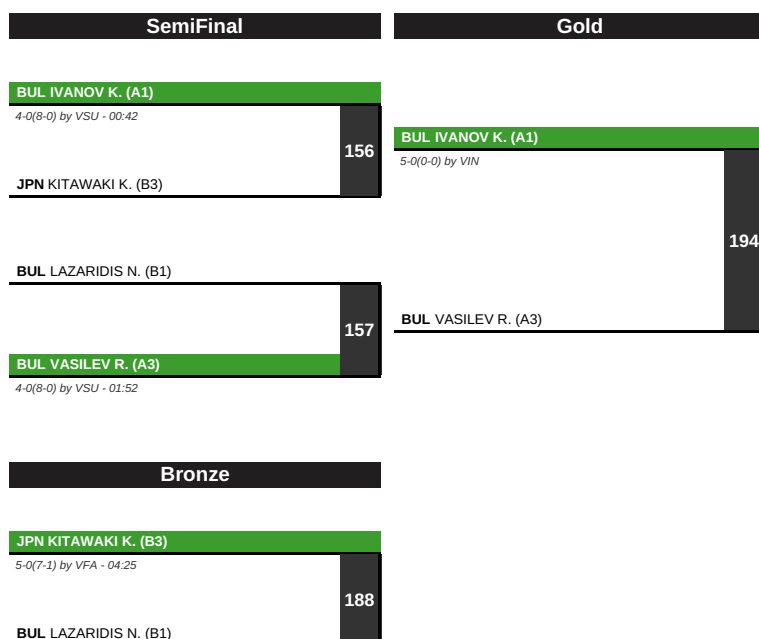 SemiFinal
BUL IVANOV K. (A1)
4-0(8-0) by VSU - 00:42
156
JPN KITAWAKI K. (B3)
BUL LAZARIDIS N. (B1)
157
BUL VASILEV R. (A3)
4-0(8-0) by VSU - 01:52
Gold
BUL IVANOV K. (A1)
5-0(0-0) by VIN
194
BUL VASILEV R. (A3)
Bronze
JPN KITAWAKI K. (B3)
5-0(7-1) by VFA - 04:25
188
BUL LAZARIDIS N. (B1)